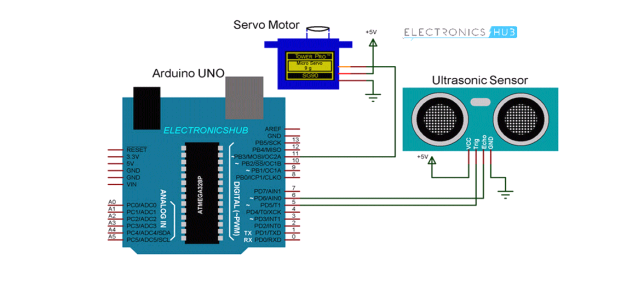 Servo Motor
+5V
ELECTRONICS HUB
Tower Pro
Micro Servo
9 g
SG90
Arduino UNO
Ultrasonic Sensor
ELECTRONICSHUB
AREF
GND
PB5/SCK 13
PB4/MISO 12
~ PB3/MOSI/OC2A 11
~ PB2/SS/OC1B 10
~ PB1/OC1A 9
PB0/ICP1/CLKO 8
RESET
3.3V
5V
GND
GND
VIN
ATMEGA328P
DIGITAL (~PWM)
PD7/AIN1 7
~ PD6/AIN0 6
~ PD5/T1 5
PD4/T0/XCK 4
~ PD3/INT1 3
PD2/INT0 2
TX PD1/TXD 1
RX PD0/RXD 0
ANALOG IN
A0 PC0/ADC0
A1 PC1/ADC1
A2 PC2/ADC2
A3 PC3/ADC3
A4 PC4/ADC4/SDA
A5 PC5/ADC5/SCL
VCC
Trig
Echo
GND
+5V